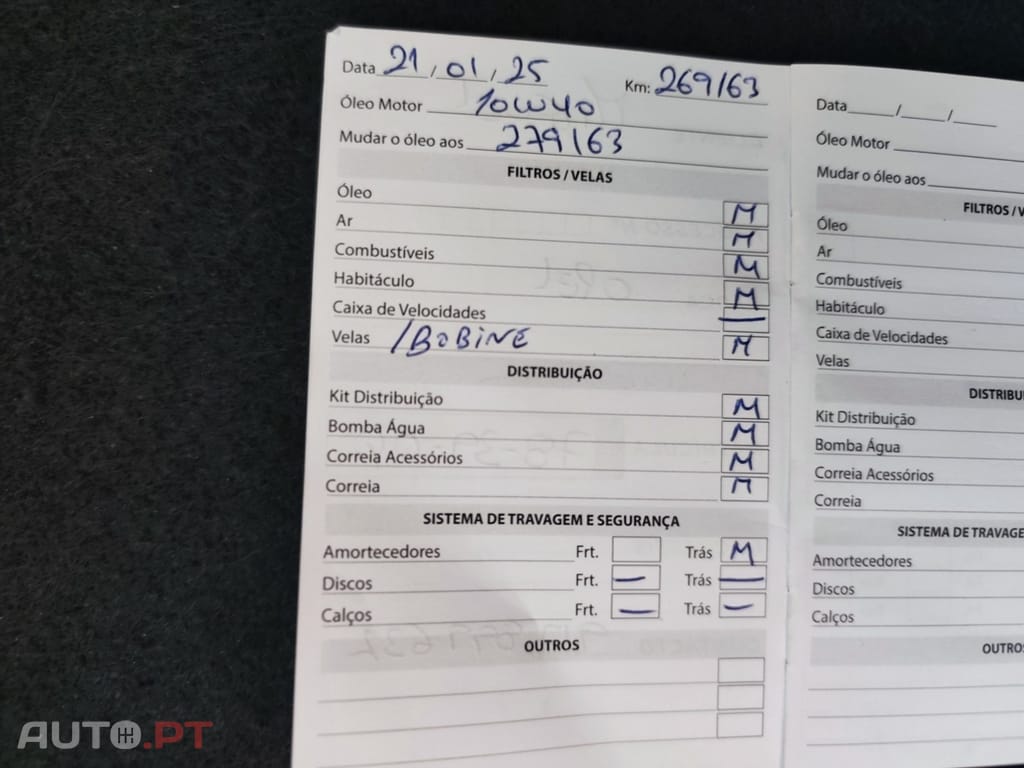 Data 21 / 01 / 25 Km: 269163
Óleo Motor 10W40
Mudar o óleo aos 279163
FILTROS / VELAS
Óleo M
Ar M
Combustíveis M
Habitáculo M
Caixa de Velocidades —
Velas /BOBINE M
DISTRIBUIÇÃO
Kit Distribuição M
Bomba Água M
Correia Acessórios M
Correia M
SISTEMA DE TRAVAGEM E SEGURANÇA
Amortecedores Frt. Trás M
Discos Frt. — Trás —
Calços Frt. — Trás —
OUTROS
Data / /
Óleo Motor
Mudar o óleo aos
FILTROS / V
Óleo
Ar
Combustíveis
Habitáculo
Caixa de Velocidades
Velas
DISTRIBU
Kit Distribuição
Bomba Água
Correia Acessórios
Correia
SISTEMA DE TRAVAGE
Amortecedores
Discos
Calços
OUTRO
AUTO.PT